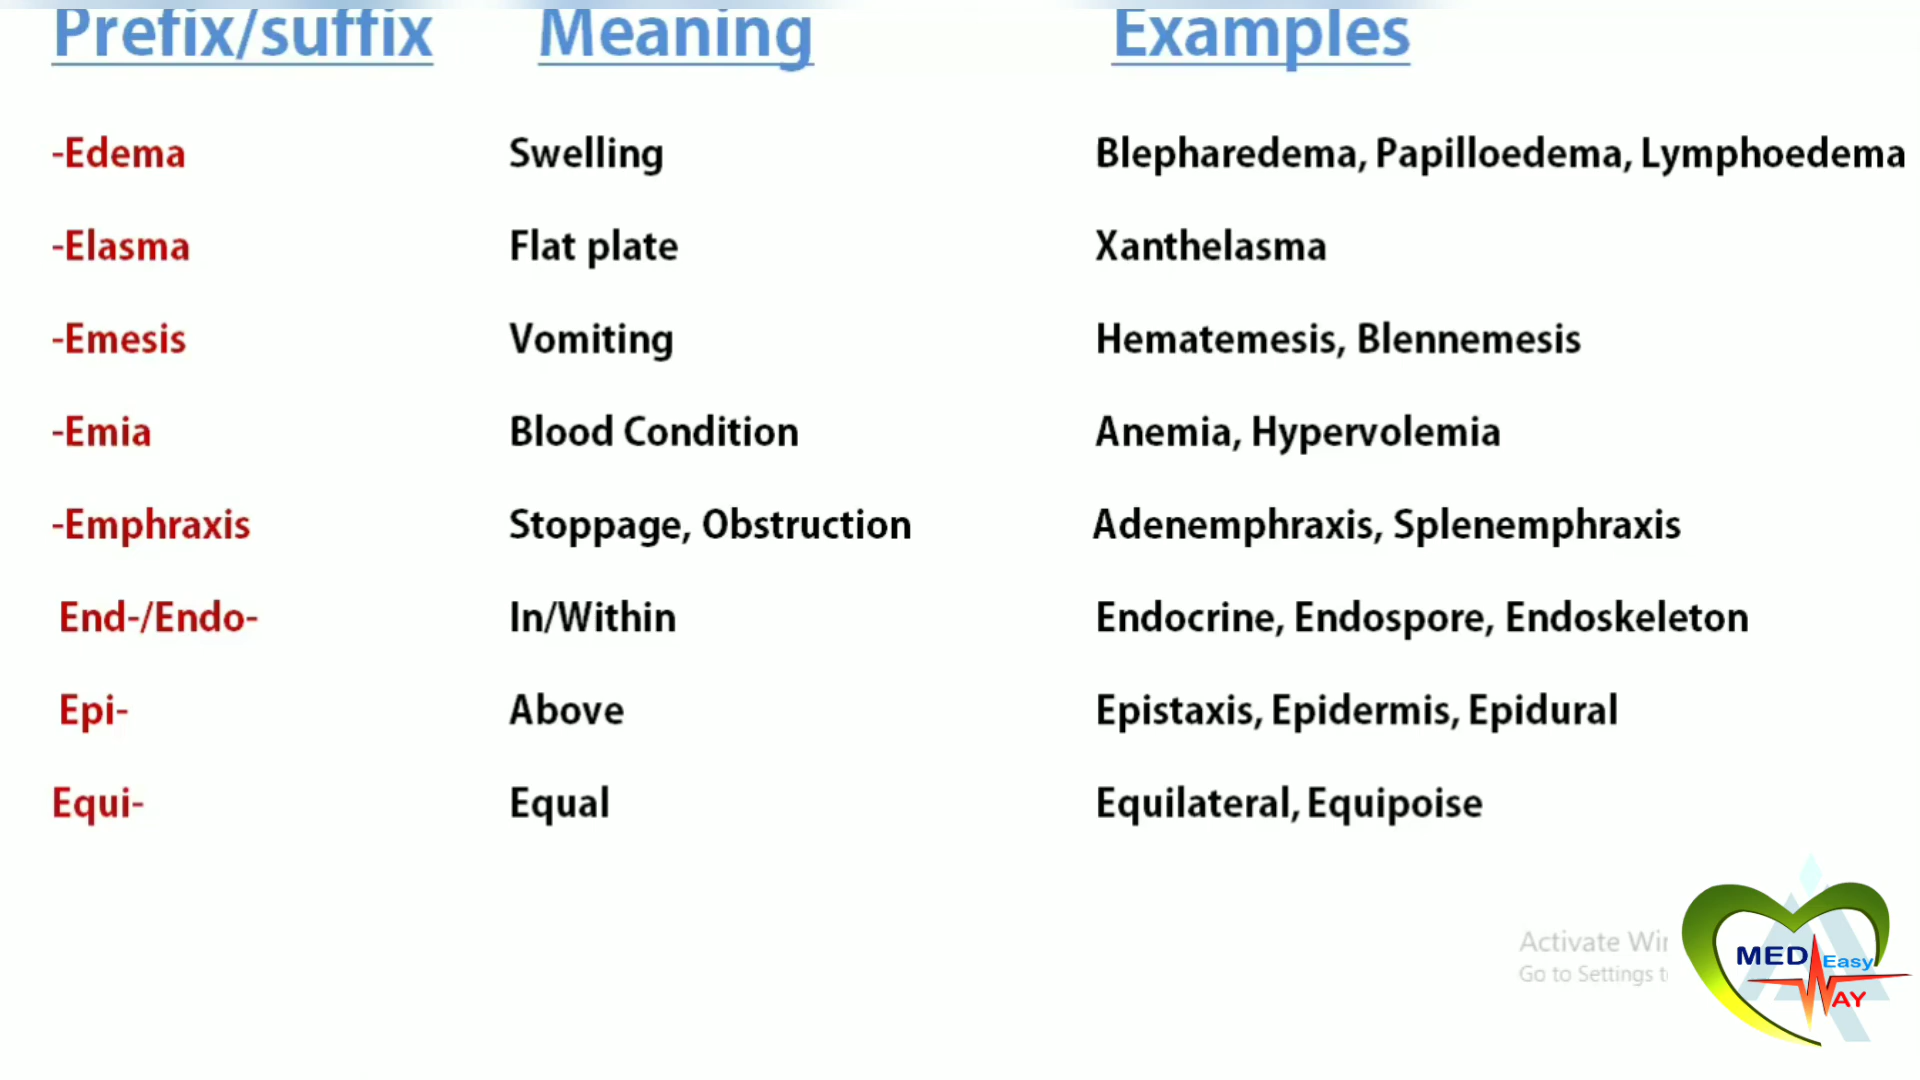 Prefix/suffix Meaning Examples
-Edema Swelling Blepharedema, Papilloedema, Lymphoedema
-Elasma Flat plate Xanthelasma
-Emesis Vomiting Hematemesis, Blennemesis
-Emia Blood Condition Anemia, Hypervolemia
-Emphraxis Stoppage, Obstruction Adenemphraxis, Splenemphraxis
End-/Endo- In/Within Endocrine, Endospore, Endoskeleton
Epi- Above Epistaxis, Epidermis, Epidural
Equi- Equal Equilateral, Equipoise
Activate
Go to Settings
MED Easy
WAY